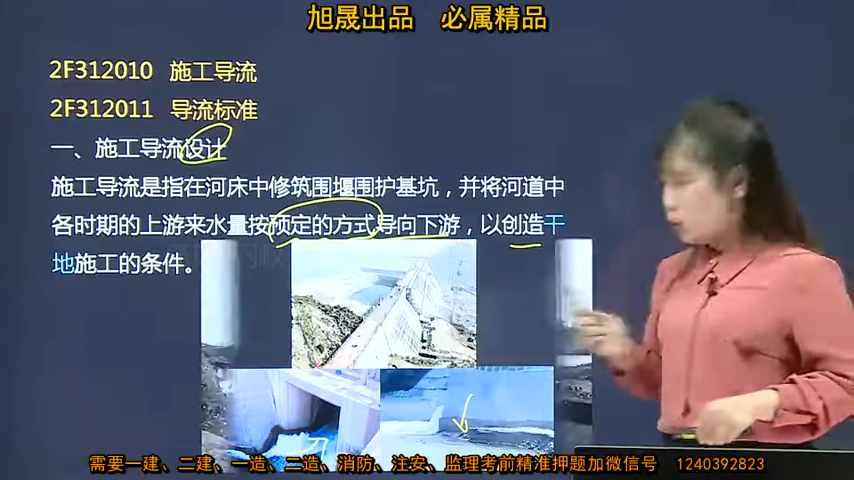 旭晟出品 必属精品
2F312010 施工导流
2F312011 导流标准
一、施工导流设计
施工导流是指在河床中修筑围堰围护基坑，并将河道中
各时期的上游来水量按预定的方式导向下游，以创造干
地施工的条件。
需要一建、二建、一造、二造、消防、注安、监理考前精准押题加微信号 1240392823